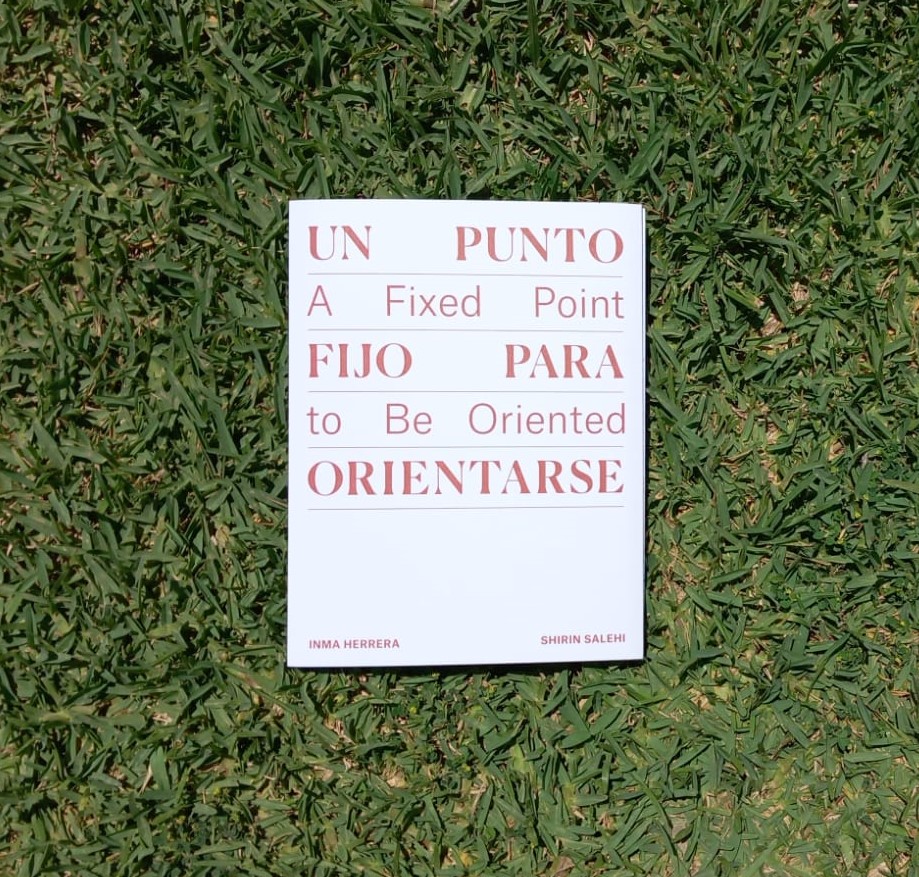 UN PUNTO
A Fixed Point
FIJO PARA
to Be Oriented
ORIENTARSE
INMA HERRERA
SHIRIN SALEHI